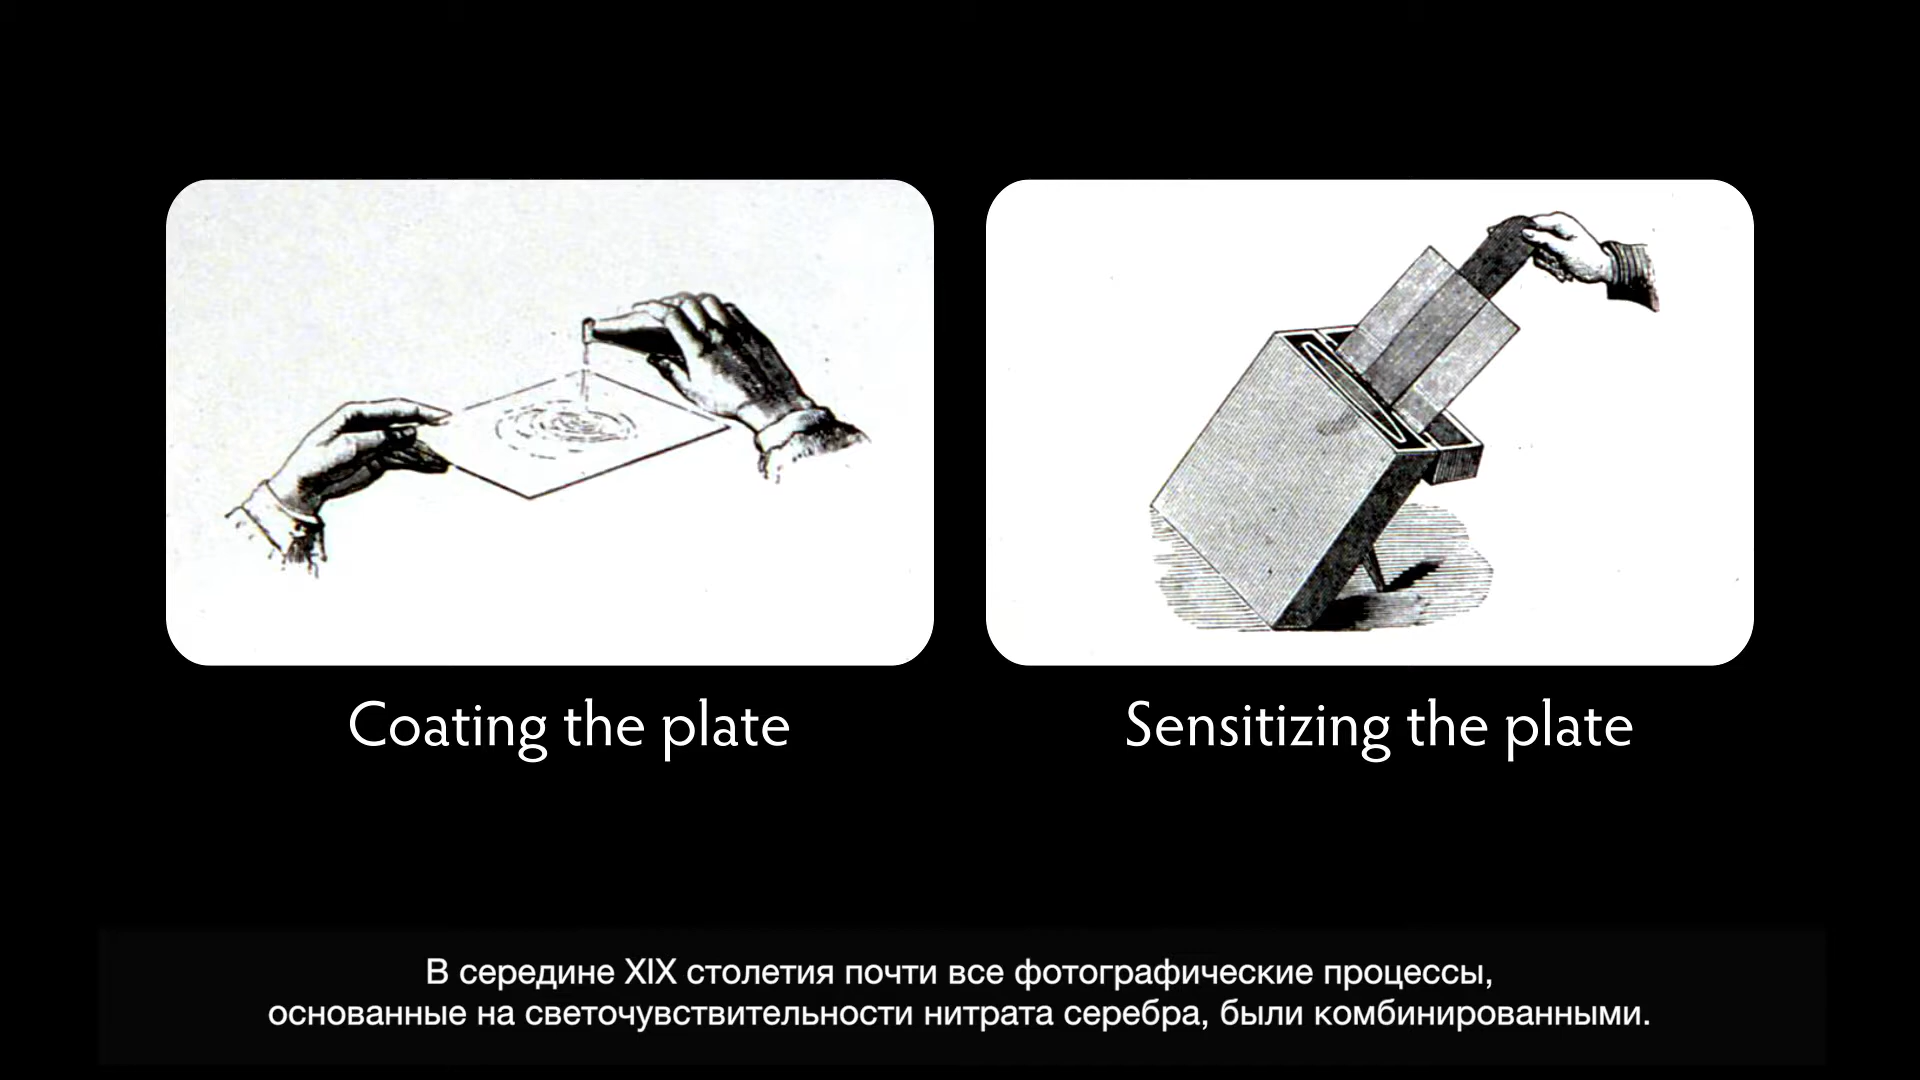 Coating the plate
Sensitizing the plate
В середине XIX столетия почти все фотографические процессы,
основанные на светочувствительности нитрата серебра, были комбинированными.